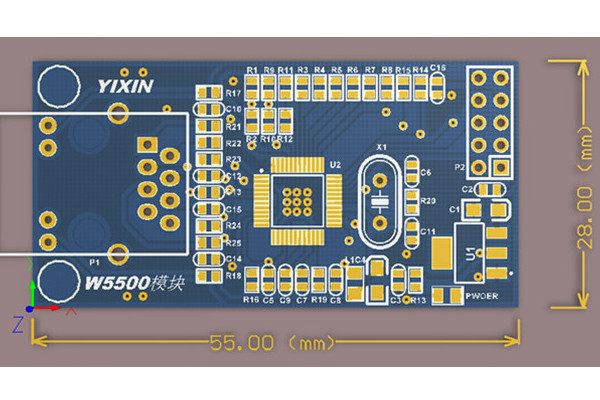 R1 R9 R11 R3 R4 R5 R6 R7 R8 R15 R14 C16
YIXIN
R17
C10
R21
R2 R10 R12
R22
R23
U2
X1
P2
C12
C13
C6
C2
C15
R20
C1
R24
R25
C11
C14
U1
P1
L1 C4
R18
W5500模块
R16 C5 C9 C7 R19 C8
C3 R13
PWOER
Z X
55.00 (mm)
28.00 (mm)